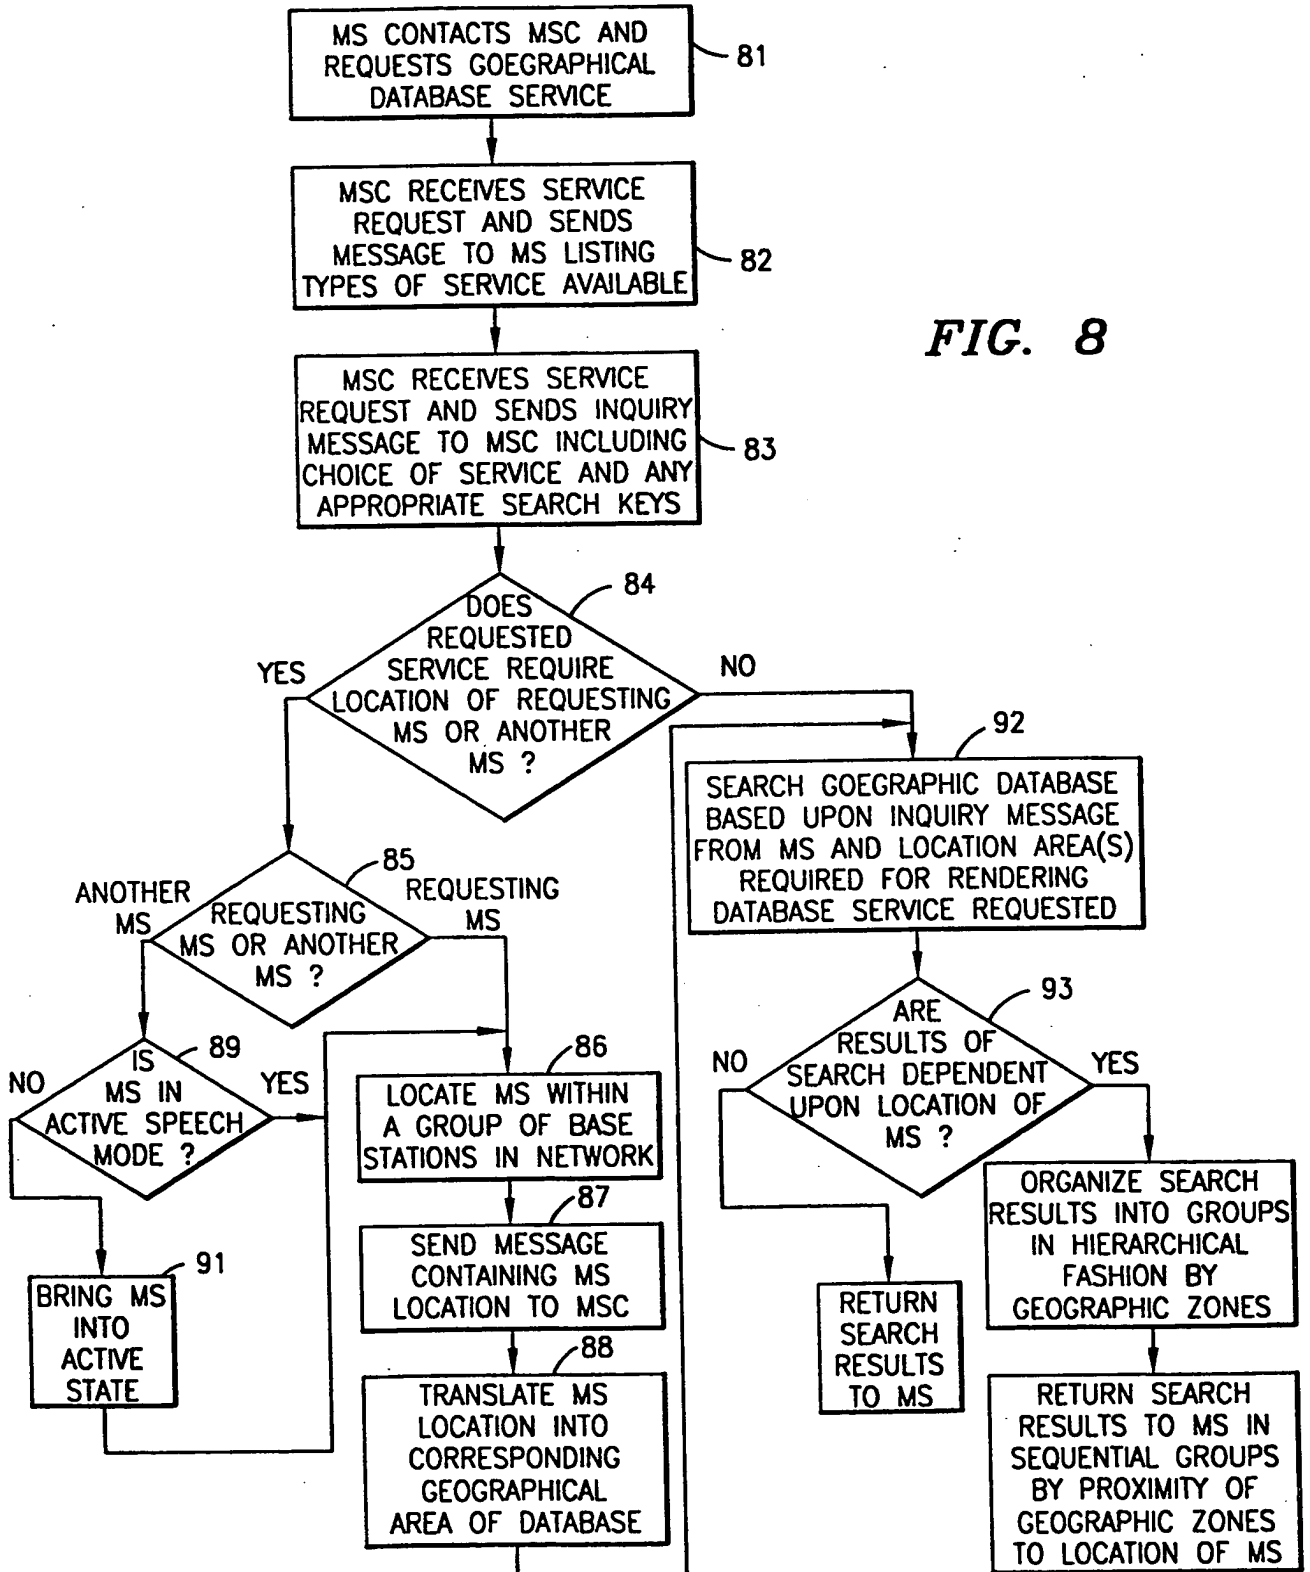 MS CONTACTS MSC AND
REQUESTS GOEGRAPHICAL
DATABASE SERVICE
81
MSC RECEIVES SERVICE
REQUEST AND SENDS
MESSAGE TO MS LISTING
TYPES OF SERVICE AVAILABLE
82
FIG. 8
MSC RECEIVES SERVICE
REQUEST AND SENDS INQUIRY
MESSAGE TO MSC INCLUDING
CHOICE OF SERVICE AND ANY
APPROPRIATE SEARCH KEYS
83
84
DOES
REQUESTED
SERVICE REQUIRE
LOCATION OF REQUESTING
MS OR ANOTHER
MS ?
YES
NO
85
ANOTHER
MS
REQUESTING
MS
REQUESTING
MS OR ANOTHER
MS ?
89
IS
MS IN
ACTIVE SPEECH
MODE ?
NO
YES
91
BRING MS
INTO
ACTIVE
STATE
86
LOCATE MS WITHIN
A GROUP OF BASE
STATIONS IN NETWORK
87
SEND MESSAGE
CONTAINING MS
LOCATION TO MSC
88
TRANSLATE MS
LOCATION INTO
CORRESPONDING
GEOGRAPHICAL
AREA OF DATABASE
92
SEARCH GOEGRAPHIC DATABASE
BASED UPON INQUIRY MESSAGE
FROM MS AND LOCATION AREA(S)
REQUIRED FOR RENDERING
DATABASE SERVICE REQUESTED
93
ARE
RESULTS OF
SEARCH DEPENDENT
UPON LOCATION OF
MS ?
NO
YES
RETURN
SEARCH
RESULTS
TO MS
ORGANIZE SEARCH
RESULTS INTO GROUPS
IN HIERARCHICAL
FASHION BY
GEOGRAPHIC ZONES
RETURN SEARCH
RESULTS TO MS IN
SEQUENTIAL GROUPS
BY PROXIMITY OF
GEOGRAPHIC ZONES
TO LOCATION OF MS